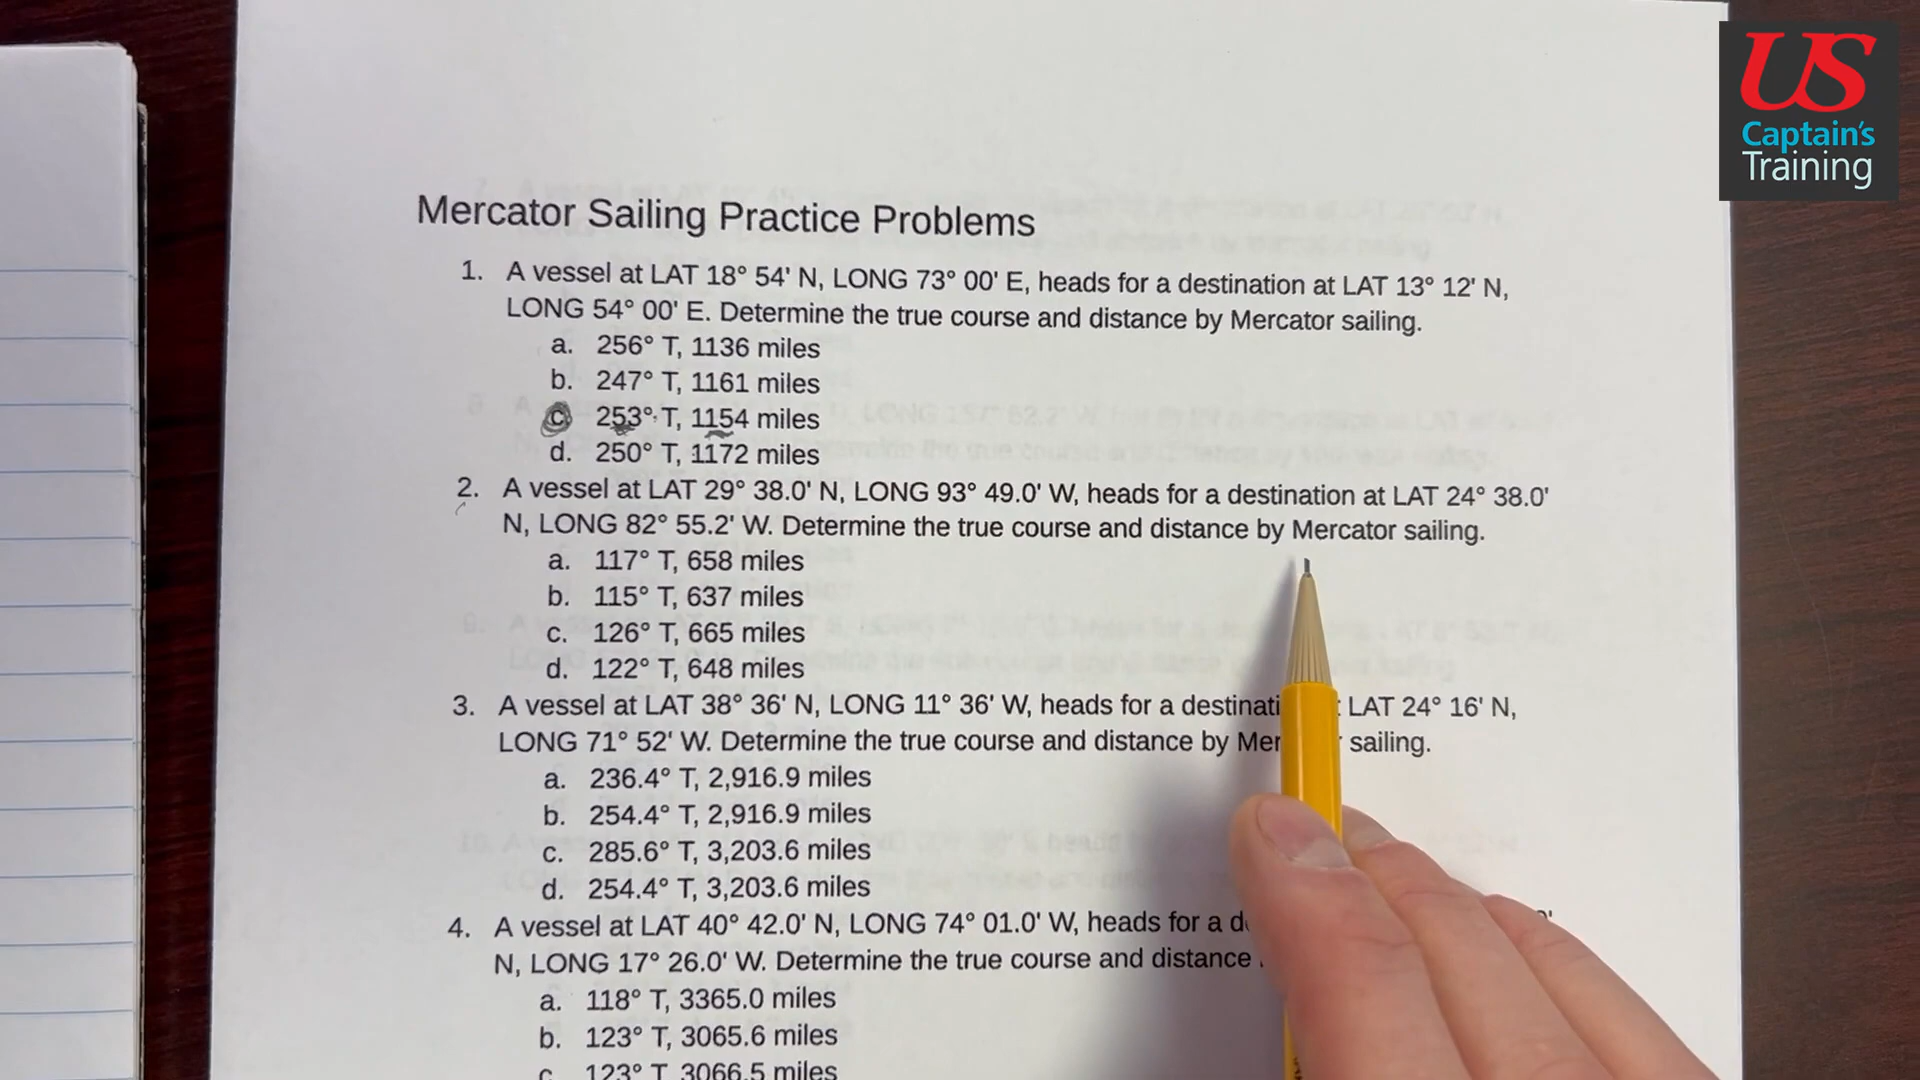 US
Captain's
Training
Mercator Sailing Practice Problems
1. A vessel at LAT 18° 54' N, LONG 73° 00' E, heads for a destination at LAT 13° 12' N,
LONG 54° 00' E. Determine the true course and distance by Mercator sailing.
a. 256° T, 1136 miles
b. 247° T, 1161 miles
c. 253° T, 1154 miles
d. 250° T, 1172 miles
2. A vessel at LAT 29° 38.0' N, LONG 93° 49.0' W, heads for a destination at LAT 24° 38.0'
N, LONG 82° 55.2' W. Determine the true course and distance by Mercator sailing.
a. 117° T, 658 miles
b. 115° T, 637 miles
c. 126° T, 665 miles
d. 122° T, 648 miles
3. A vessel at LAT 38° 36' N, LONG 11° 36' W, heads for a destinati LAT 24° 16' N,
LONG 71° 52' W. Determine the true course and distance by Mer sailing.
a. 236.4° T, 2,916.9 miles
b. 254.4° T, 2,916.9 miles
c. 285.6° T, 3,203.6 miles
d. 254.4° T, 3,203.6 miles
4. A vessel at LAT 40° 42.0' N, LONG 74° 01.0' W, heads for a
N, LONG 17° 26.0' W. Determine the true course and distance
a. 118° T, 3365.0 miles
b. 123° T, 3065.6 miles
c. 123° T, 3066.5 miles